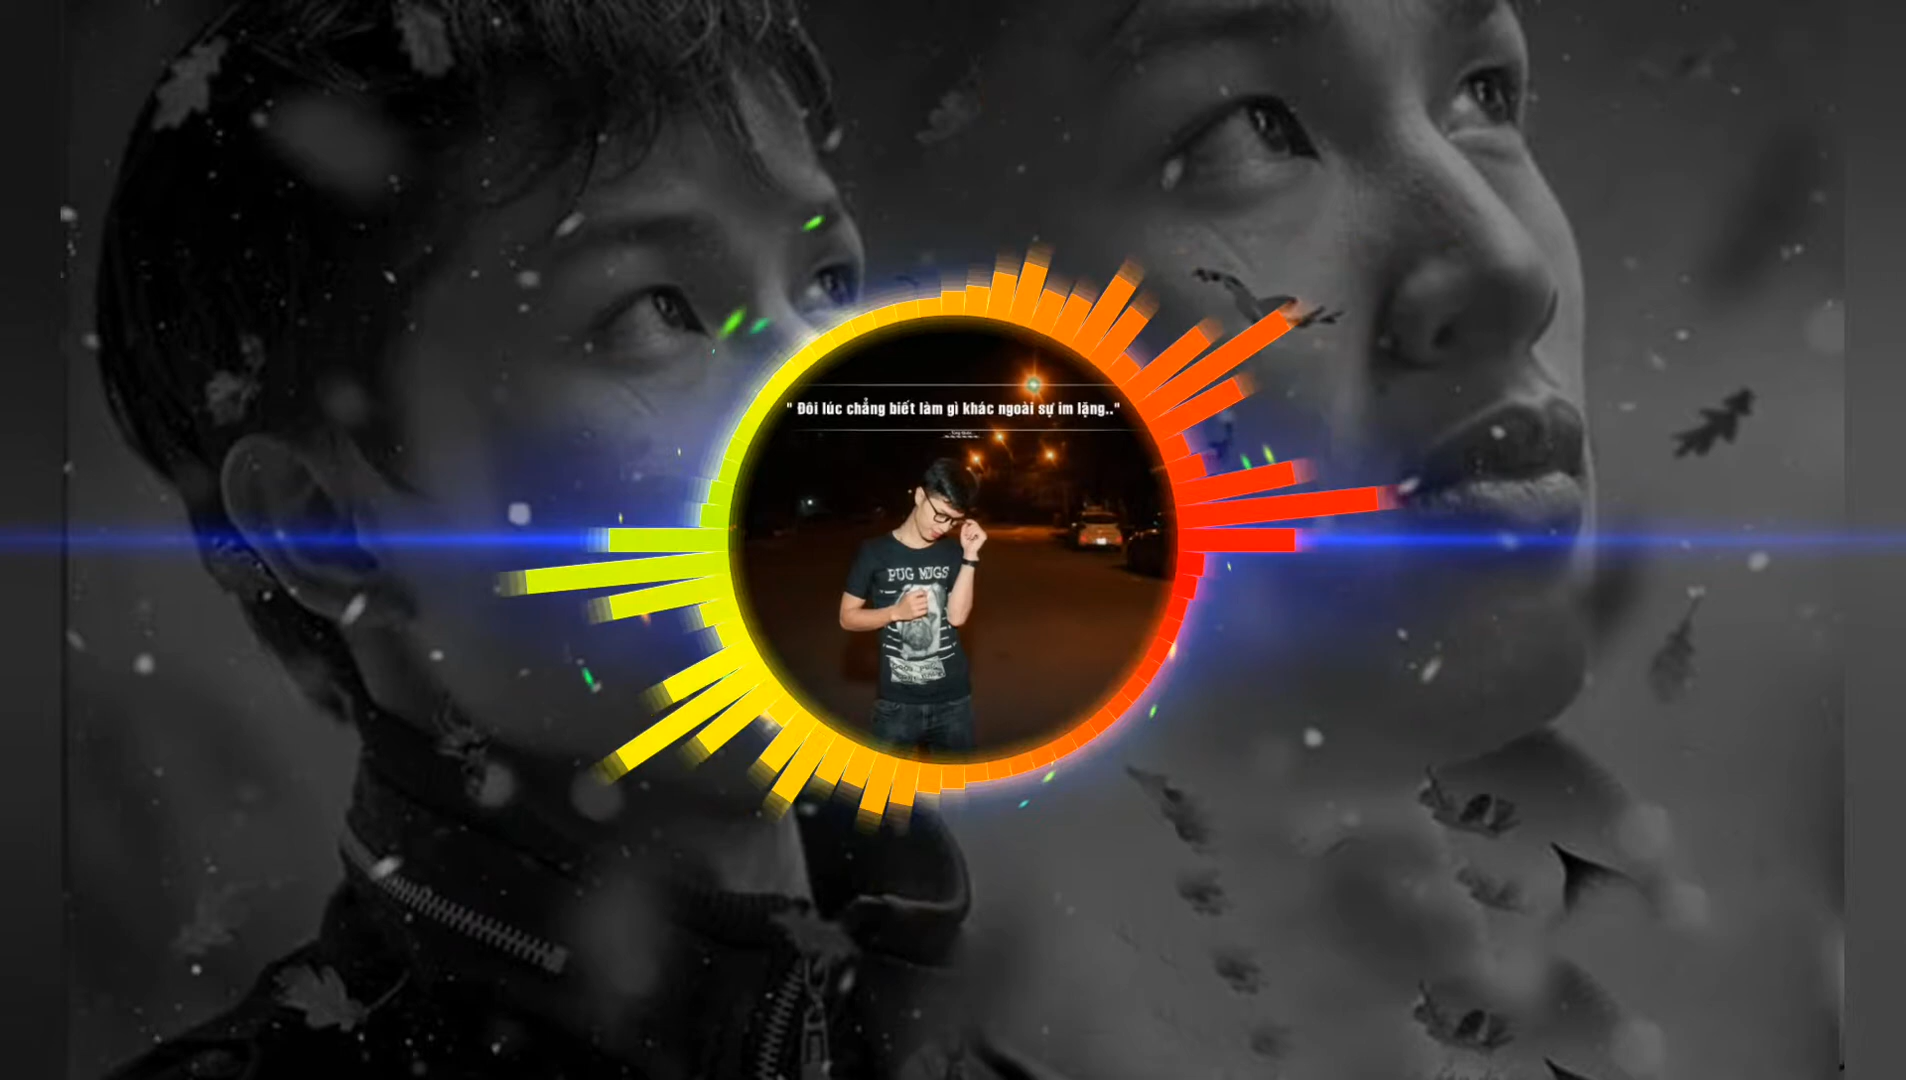 " Đôi lúc chẳng biết làm gì khác ngoài sự im lặng.."
PUG MUGS